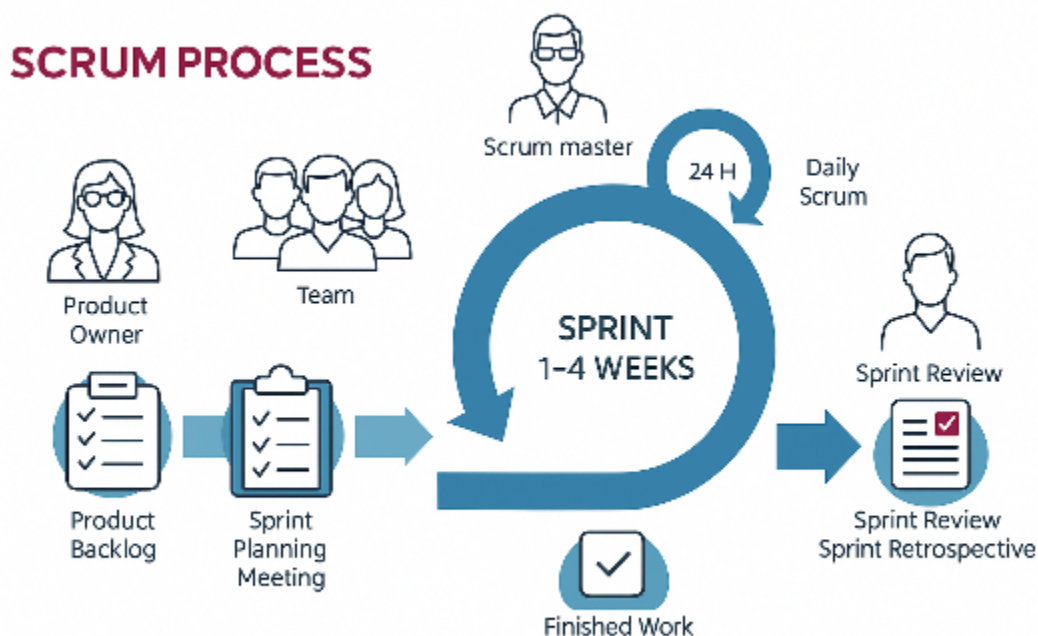 SCRUM PROCESS
Scrum master
24 H
Daily
Scrum
Product
Owner
Team
SPRINT
1–4 WEEKS
Sprint Review
Product
Backlog
Sprint
Planning
Meeting
Sprint Review
Sprint Retrospective
Finished Work